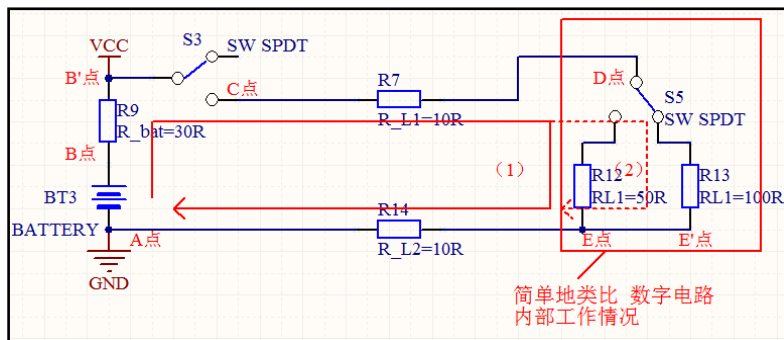 VCC
S3
SW SPDT
B'点
C点
R7
D点
S5
R9
R_bat=30R
R_L1=10R
SW SPDT
B点
(1)
(2)
R12
R13
BT3
RL1=50R
RL1=100R
R14
BATTERY
A点
R_L2=10R
E点
E'点
GND
简单地类比 数字电路
内部工作情况